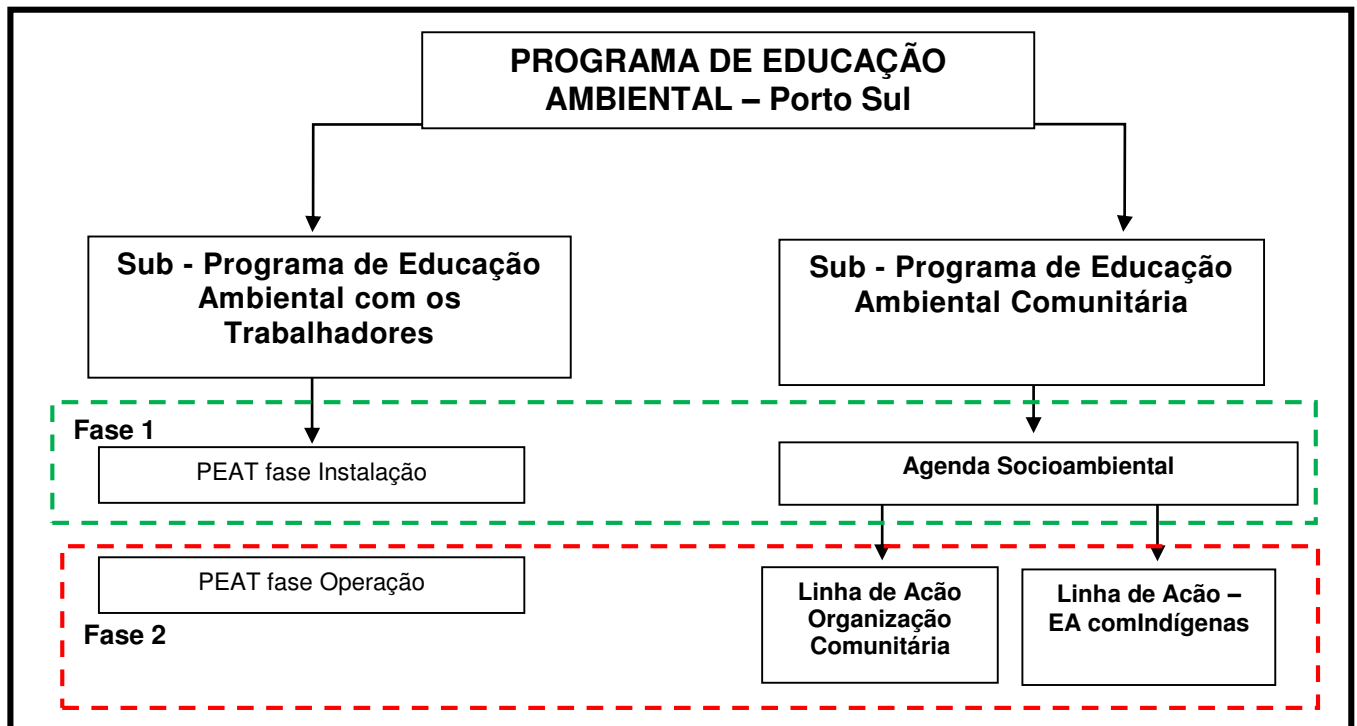 PROGRAMA DE EDUCAÇÃO
AMBIENTAL – Porto Sul
Sub - Programa de Educação
Ambiental com os
Trabalhadores
Sub - Programa de Educação
Ambiental Comunitária
Fase 1
PEAT fase Instalação
Agenda Socioambiental
PEAT fase Operação
Fase 2
Linha de Acão
Organização
Comunitária
Linha de Acão –
EA comIndígenas